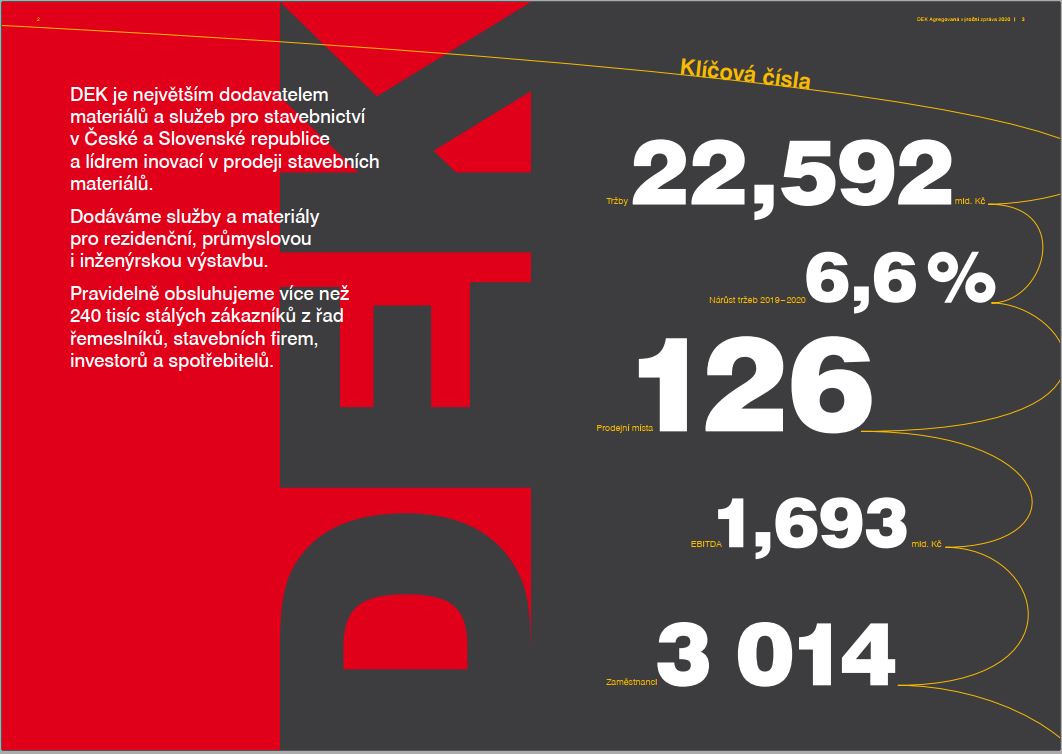 2
DEK Agregovaná výroční zpráva 2020 | 3
DEK je největším dodavatelem
materiálů a služeb pro stavebnictví
v České a Slovenské republice
a lídrem inovací v prodeji stavebních
materiálů.
Dodáváme služby a materiály
pro rezidenční, průmyslovou
i inženýrskou výstavbu.
Pravidelně obsluhujeme více než
240 tisíc stálých zákazníků z řad
řemeslníků, stavebních firem,
investorů a spotřebitelů.
DEK
Klíčová čísla
Tržby 22,592 mld. Kč
Nárůst tržeb 2019–2020 6,6 %
Prodejní místa 126
EBITDA 1,693 mld. Kč
Zaměstnanci 3 014